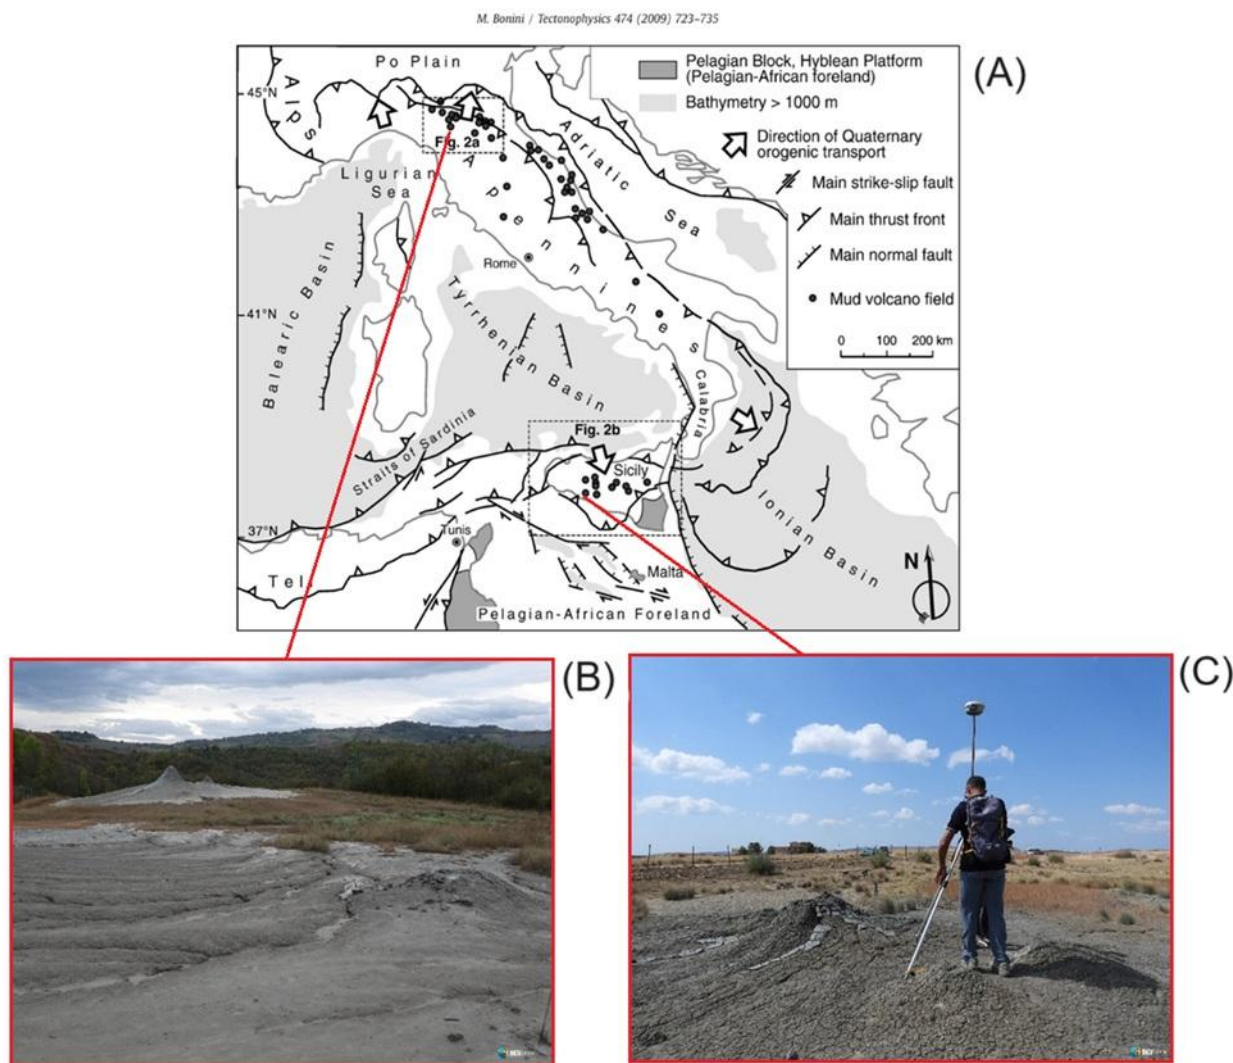 M. Bonini / Tectonophysics 474 (2009) 723–735
(A)
Po Plain
Pelagian Block, Hyblean Platform
(Pelagian-African foreland)
Bathymetry > 1000 m
45°N
Alps
Fig. 2a
Adriatic
Sea
Direction of Quaternary
orogenic transport
Ligurian
Sea
Apennines
Main strike-slip fault
Main thrust front
Rome
Main normal fault
Balearic Basin
Tyrrhenian Basin
Mud volcano field
41°N
0 100 200 km
Calabria
Straits of Sardinia
Fig. 2b
Sicily
Ionian Basin
37°N
Tunis
N
Tel.
Malta
Pelagian-African Foreland
(B)
(C)